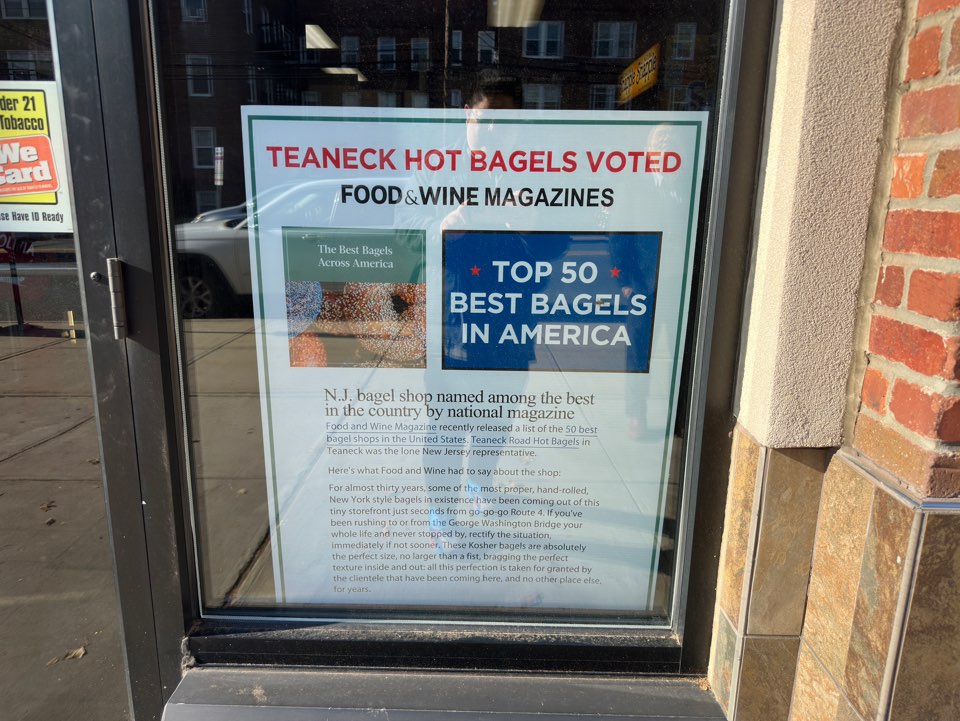 der 21
Tobacco
We
Card
se Have ID Ready
TEANECK HOT BAGELS VOTED
FOOD&WINE MAGAZINES
The Best Bagels
Across America
TOP 50
BEST BAGELS
IN AMERICA
N.J. bagel shop named among the best
in the country by national magazine
Food and Wine Magazine recently released a list of the 50 best
bagel shops in the United States. Teaneck Road Hot Bagels in
Teaneck was the lone New Jersey representative.
Here's what Food and Wine had to say about the shop:
For almost thirty years, some of the most proper, hand-rolled,
New York style bagels in existence have been coming out of this
tiny storefront just seconds from go-go-go Route 4. If you've
been rushing to or from the George Washington Bridge your
whole life and never stopped by, rectify the situation,
immediately if not sooner. These Kosher bagels are absolutely
the perfect size, no larger than a fist, bragging the perfect
texture inside and out: all this perfection is taken for granted by
the clientele that have been coming here, and no other place else,
for years.